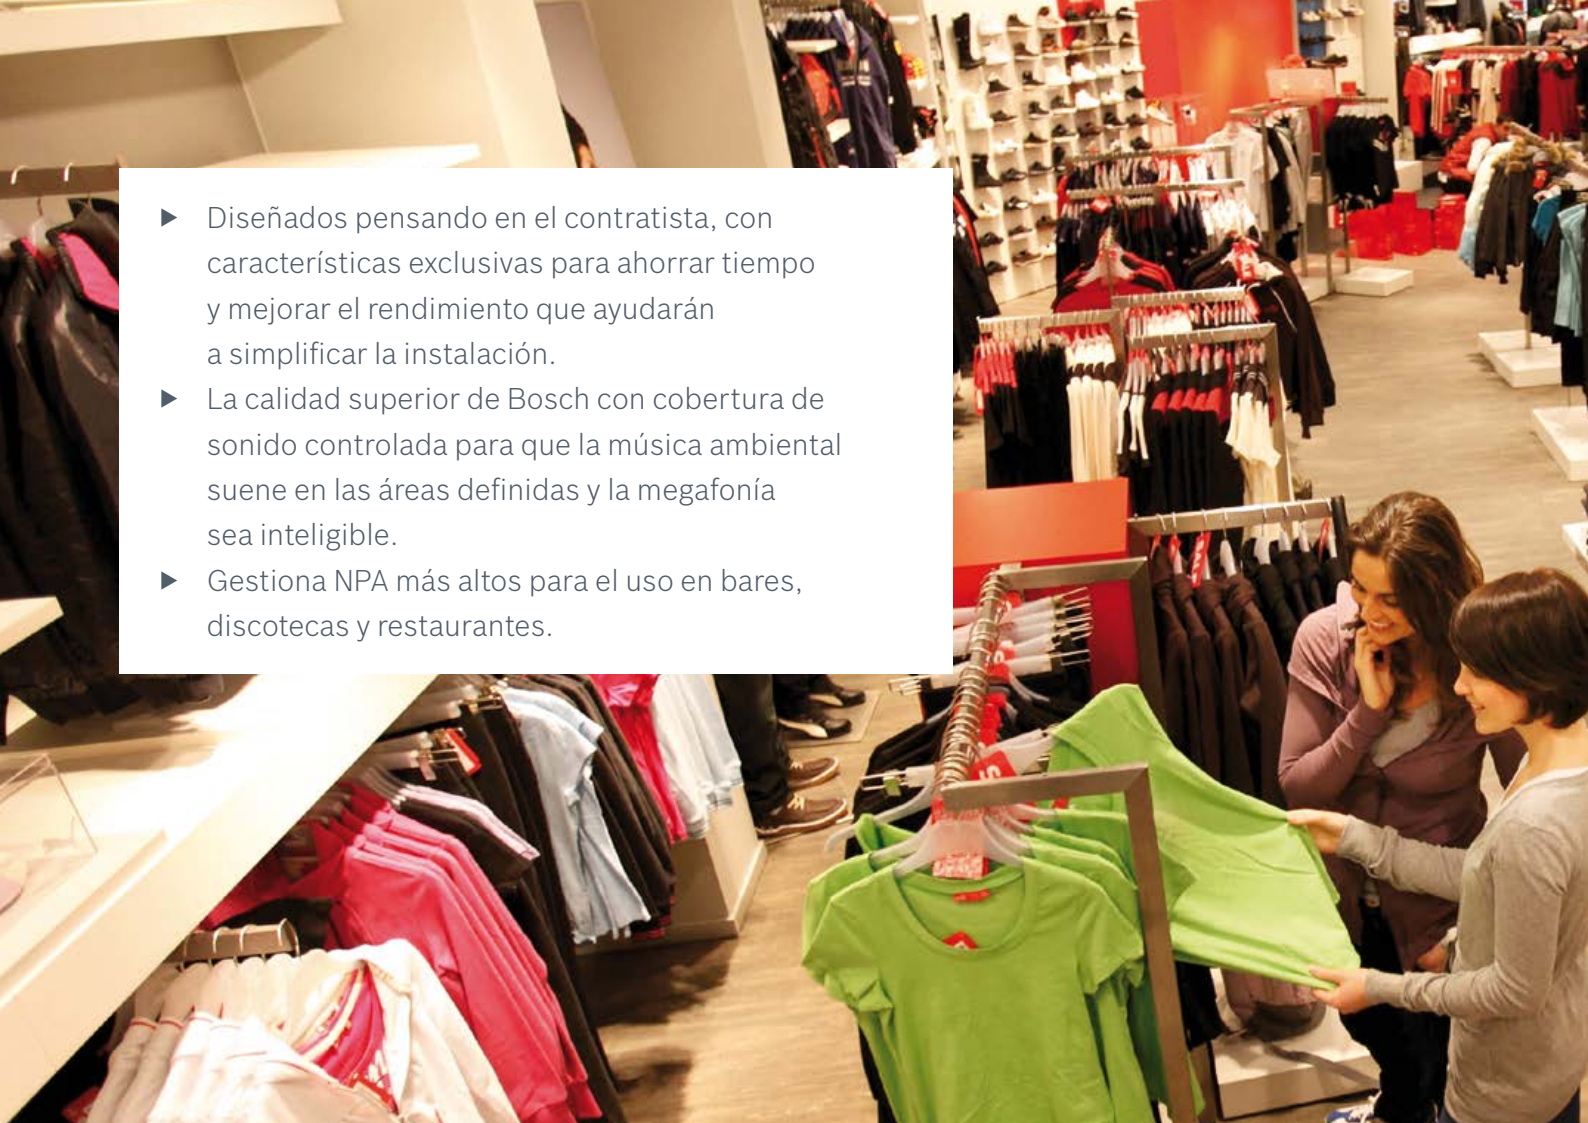 ▶ Diseñados pensando en el contratista, con
características exclusivas para ahorrar tiempo
y mejorar el rendimiento que ayudarán
a simplificar la instalación.
▶ La calidad superior de Bosch con cobertura de
sonido controlada para que la música ambiental
suene en las áreas definidas y la megafonía
sea inteligible.
▶ Gestiona NPA más altos para el uso en bares,
discotecas y restaurantes.
SALE